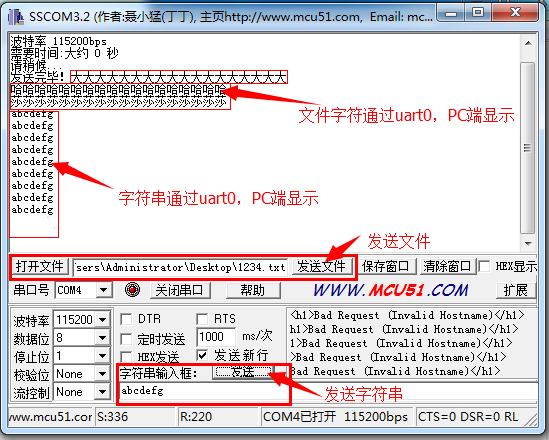 SSCOM3.2 (作者:聂小猛(丁丁), 主页http://www.mcu51.com, Email: mc...
波特率 115200bps
需要时间:大约 0 秒
请稍候...
发送完毕！大大大大大大大大大大大大大大大大大大
哈哈哈哈哈哈哈哈哈哈哈哈哈哈哈哈哈哈
沙沙沙沙沙沙沙沙沙沙沙沙沙沙沙沙沙沙
文件字符通过uart0，PC端显示
abcdefg
abcdefg
abcdefg
abcdefg
abcdefg
abcdefg
abcdefg
abcdefg
abcdefg
字符串通过uart0，PC端显示
发送文件
打开文件 sers\Administrator\Desktop\1234.txt 发送文件 保存窗口 清除窗口 HEX显示
串口号 COM4 关闭串口 帮助 WWW.MCU51.COM 扩展
波特率 115200 DTR RTS
数据位 8 定时发送 1000 ms/次
停止位 1 HEX发送 发送新行
校验位 None 字符串输入框: 发送
流控制 None abcdefg
<h1>Bad Request (Invalid Hostname)</h1>
h1>Bad Request (Invalid Hostname)</h1>
1>Bad Request (Invalid Hostname)</h1>
>Bad Request (Invalid Hostname)</h1>
Bad Request (Invalid Hostname)</h1>
发送字符串
www.mcu51.com S:336 R:220 COM4已打开 115200bps CTS=0 DSR=0 RL